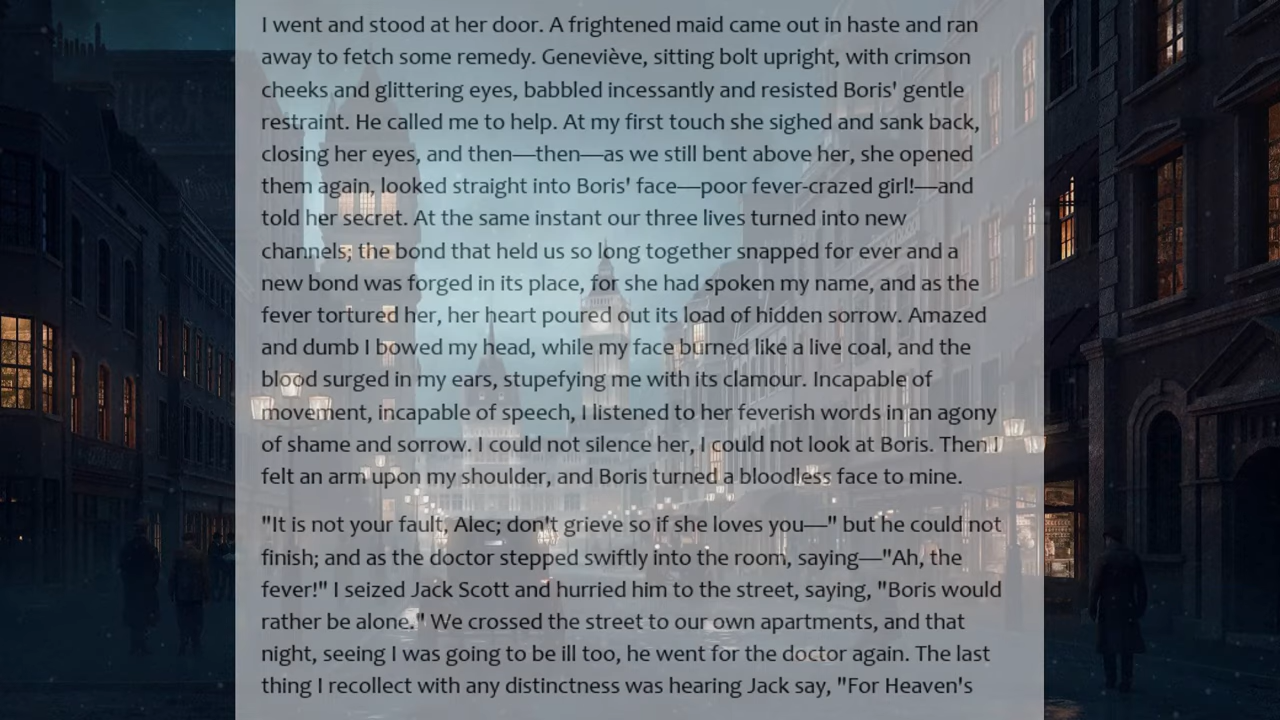 I went and stood at her door. A frightened maid came out in haste and ran
away to fetch some remedy. Geneviève, sitting bolt upright, with crimson
cheeks and glittering eyes, babbled incessantly and resisted Boris' gentle
restraint. He called me to help. At my first touch she sighed and sank back,
closing her eyes, and then—then—as we still bent above her, she opened
them again, looked straight into Boris' face—poor fever-crazed girl!—and
told her secret. At the same instant our three lives turned into new
channels; the bond that held us so long together snapped for ever and a
new bond was forged in its place, for she had spoken my name, and as the
fever tortured her, her heart poured out its load of hidden sorrow. Amazed
and dumb I bowed my head, while my face burned like a live coal, and the
blood surged in my ears, stupefying me with its clamour. Incapable of
movement, incapable of speech, I listened to her feverish words in an agony
of shame and sorrow. I could not silence her, I could not look at Boris. Then I
felt an arm upon my shoulder, and Boris turned a bloodless face to mine.
"It is not your fault, Alec; don't grieve so if she loves you—" but he could not
finish; and as the doctor stepped swiftly into the room, saying—"Ah, the
fever!" I seized Jack Scott and hurried him to the street, saying, "Boris would
rather be alone." We crossed the street to our own apartments, and that
night, seeing I was going to be ill too, he went for the doctor again. The last
thing I recollect with any distinctness was hearing Jack say, "For Heaven's